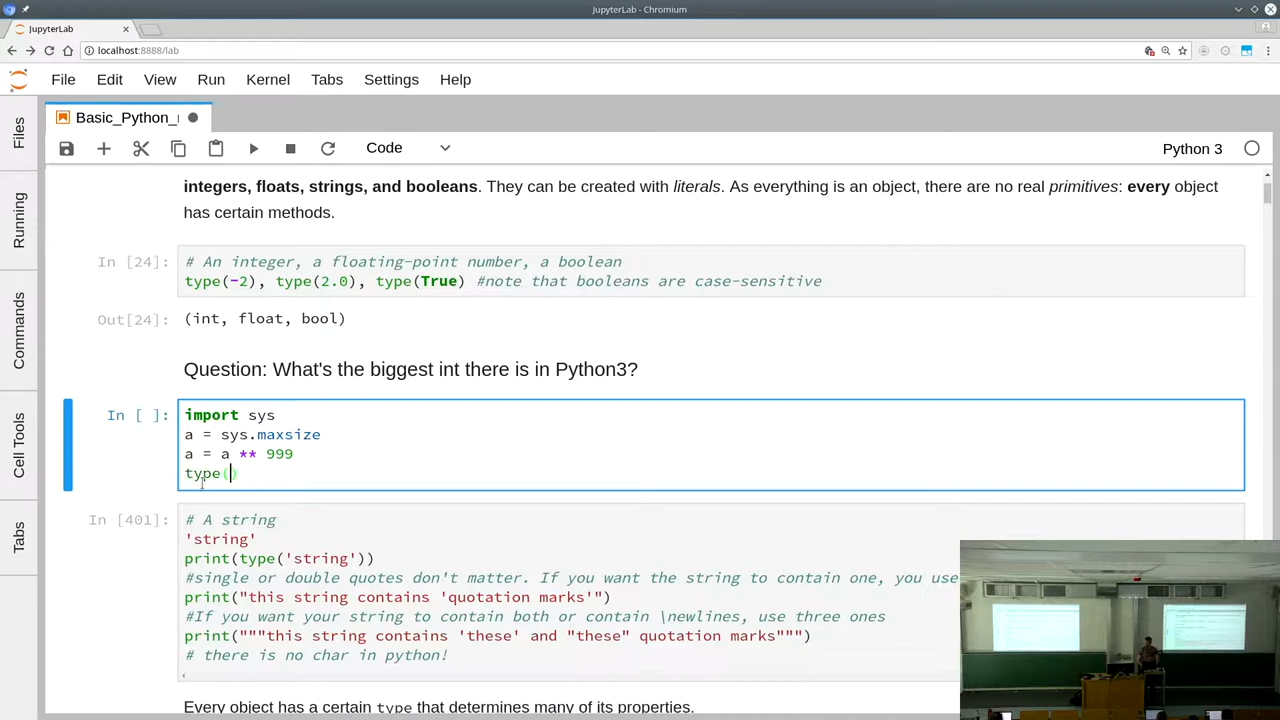 JupyterLab - Chromium
JupyterLab
localhost:8888/lab
File Edit View Run Kernel Tabs Settings Help
Basic_Python_
Code
Python 3
Files
Running
Commands
Cell Tools
Tabs
integers, floats, strings, and booleans. They can be created with literals. As everything is an object, there are no real primitives: every object
has certain methods.
In [24]:
# An integer, a floating-point number, a boolean
type(-2), type(2.0), type(True) #note that booleans are case-sensitive
Out[24]:
(int, float, bool)
Question: What's the biggest int there is in Python3?
In [ ]:
import sys
a = sys.maxsize
a = a ** 999
type()
In [401]:
# A string
'string'
print(type('string'))
#single or double quotes don't matter. If you want the string to contain one, you use
print("this string contains 'quotation marks'")
#If you want your string to contain both or contain \newlines, use three ones
print("""this string contains 'these' and "these" quotation marks""")
# there is no char in python!
Every object has a certain type that determines many of its properties.